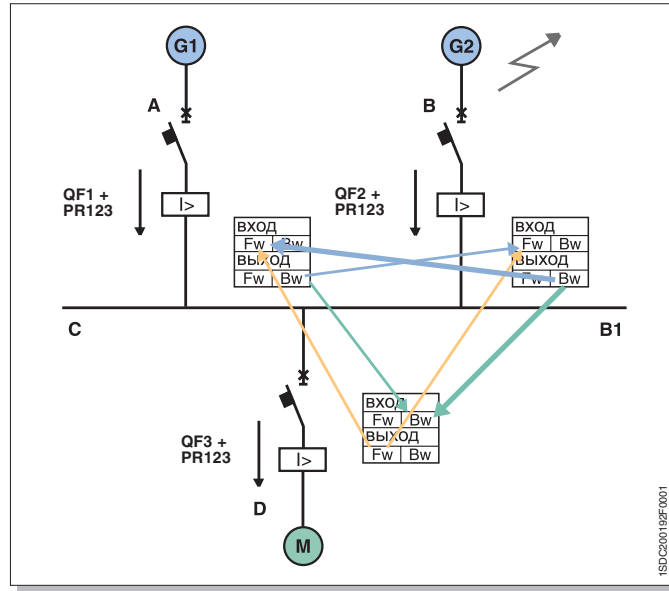 G1
G2
A
B
QF1 +
PR123
I>
QF2 +
PR123
I>
ВХОД
Fw Bw
ВЫХОД
Fw Bw
ВХОД
Fw Bw
ВЫХОД
Fw Bw
C
B1
ВХОД
Fw Bw
ВЫХОД
Fw Bw
QF3 +
PR123
I>
D
M
1SDC200192F0001